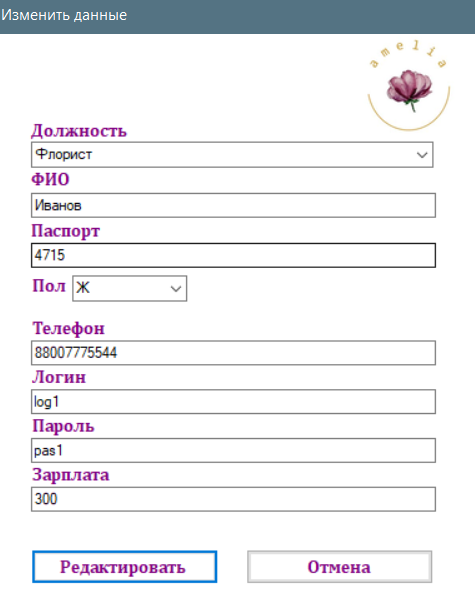 Изменить данные
amelia
Должность
Флорист
ФИО
Иванов
Паспорт
4715
Пол Ж
Телефон
88007775544
Логин
log1
Пароль
pas1
Зарплата
300
Редактировать Отмена